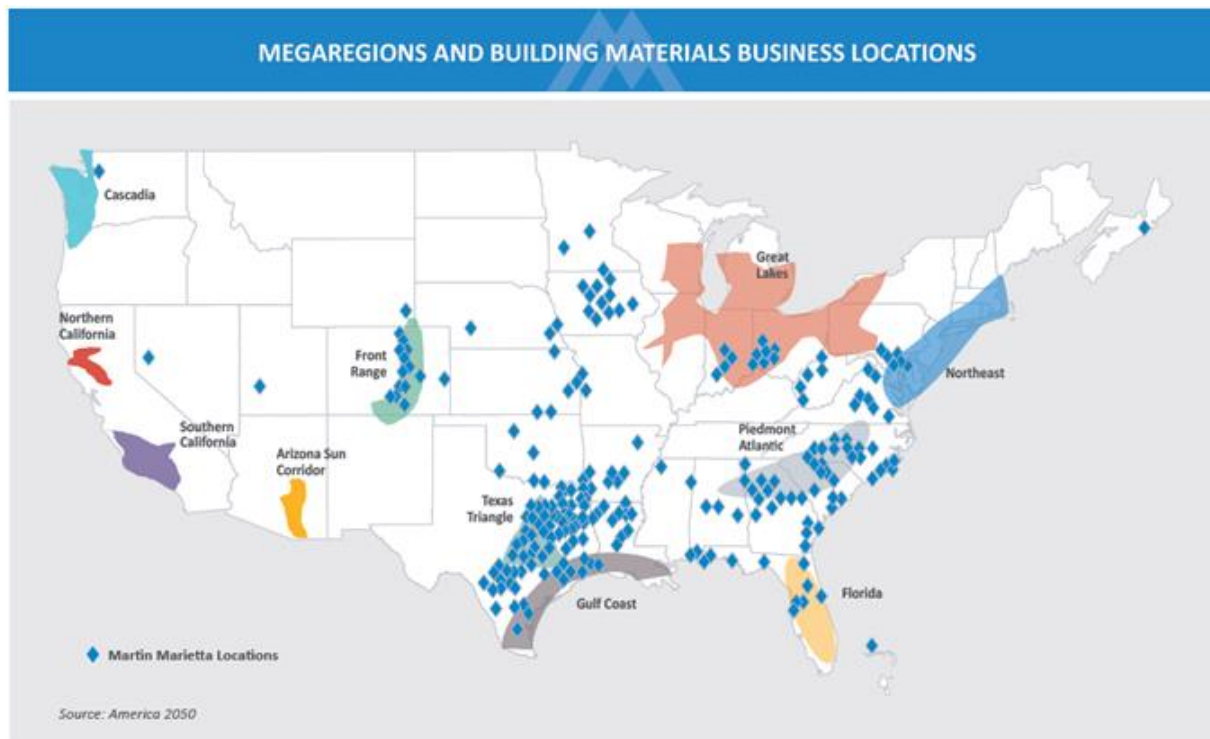 MEGAREGIONS AND BUILDING MATERIALS BUSINESS LOCATIONS
Cascadia
Great
Lakes
Northern
California
Front
Range
Northeast
Southern
California
Piedmont
Atlantic
Arizona Sun
Corridor
Texas
Triangle
Florida
Gulf Coast
Martin Marietta Locations
Source: America 2050